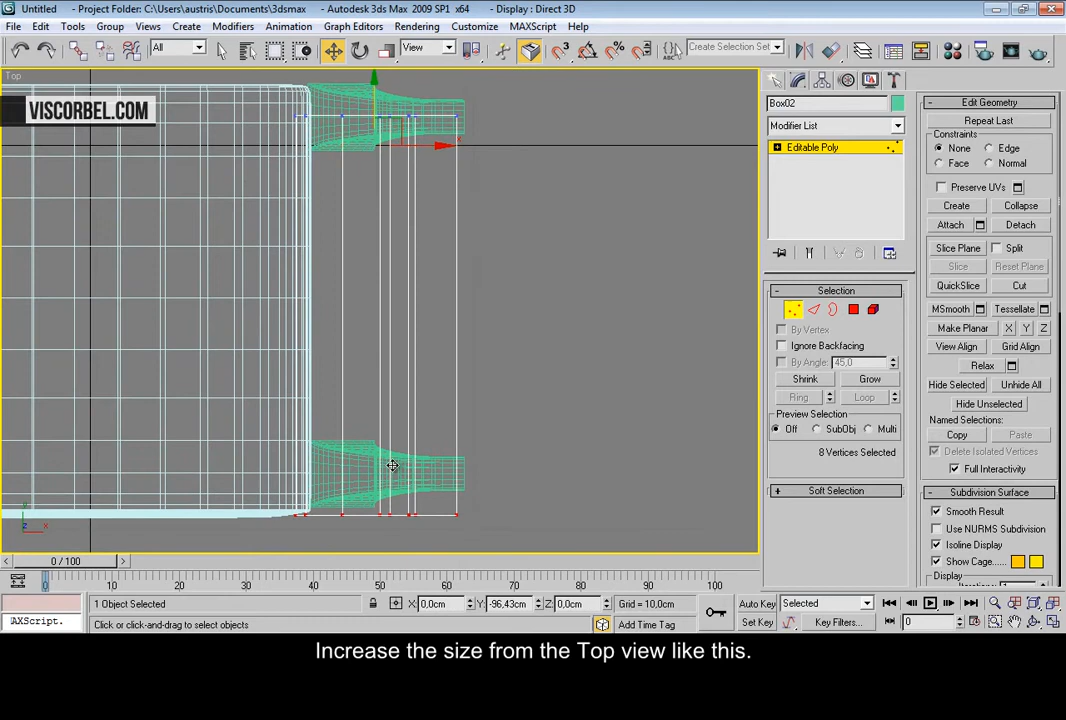 Untitled - Project Folder: C:\Users\austris\Documents\3dsmax - Autodesk 3ds Max 2009 SP1 x64 - Display : Direct 3D
File Edit Tools Group Views Create Modifiers Animation Graph Editors Rendering Customize MAXScript Help
All View Create Selection Set
Top
VISCORBEL.COM
Box02
Modifier List
Editable Poly
Selection
By Vertex
Ignore Backfacing
By Angle: 45,0
Shrink Grow
Ring Loop
Preview Selection
Off SubObj Multi
8 Vertices Selected
Soft Selection
Edit Geometry
Repeat Last
Constraints
None Edge
Face Normal
Preserve UVs
Create Collapse
Attach Detach
Slice Plane Split
Slice Reset Plane
QuickSlice Cut
MSmooth Tessellate
Make Planar X Y Z
View Align Grid Align
Relax
Hide Selected Unhide All
Hide Unselected
Named Selections:
Copy Paste
Delete Isolated Vertices
Full Interactivity
Subdivision Surface
Smooth Result
Use NURMS Subdivision
Isoline Display
Show Cage......
Display
y
z x
x
0 / 100
0 10 20 30 40 50 60 70 80 90 100
1 Object Selected X: 0,0cm Y: -96,43cm Z: 0,0cm Grid = 10,0cm Auto Key Selected
AXScript. Click or click-and-drag to select objects Add Time Tag Set Key Key Filters... 0
Increase the size from the Top view like this.